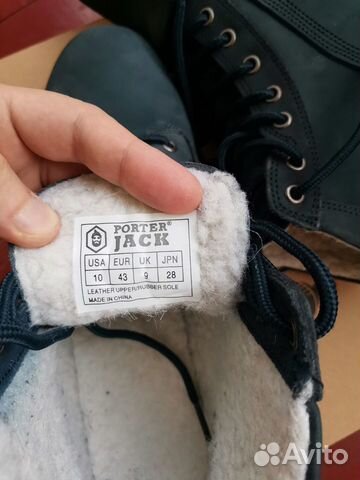 PORTER®
JACK
USA EUR UK JPN
10 43 9 28
LEATHER UPPER/RUBBER SOLE
MADE IN CHINA
Avito